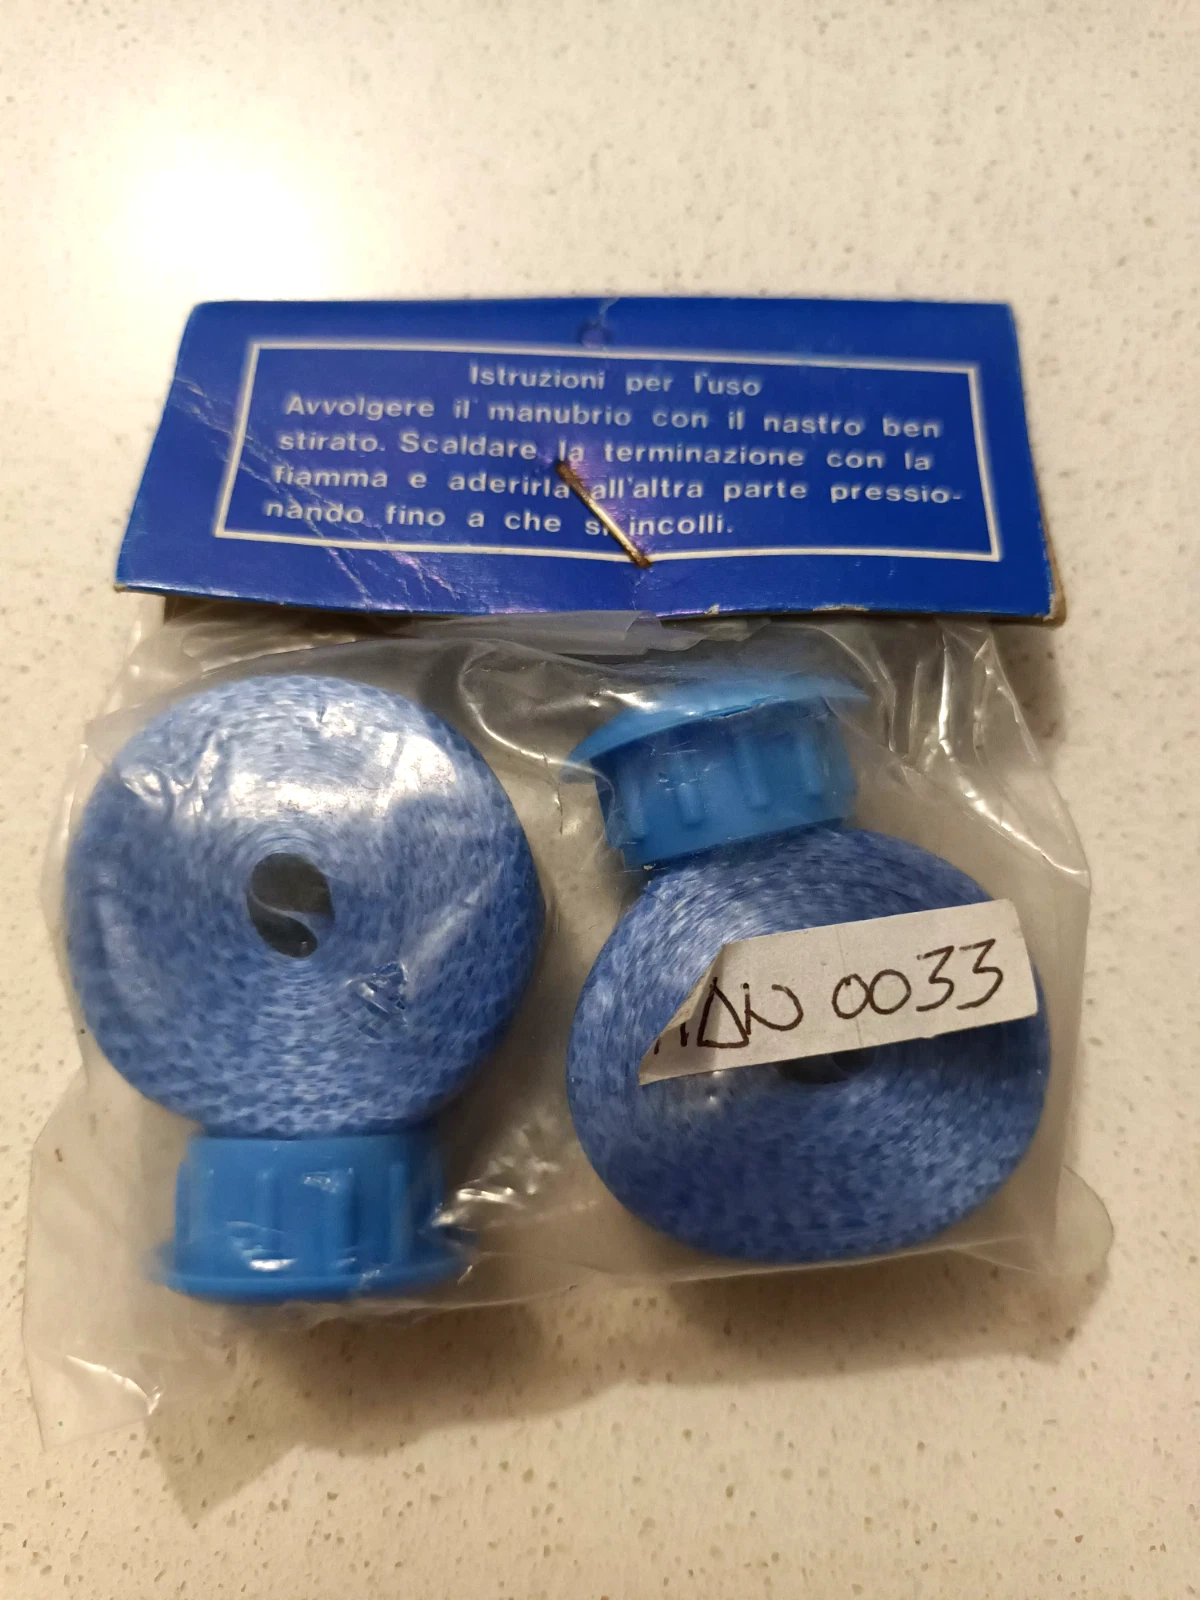 Istruzioni per l'uso
Avvolgere il manubrio con il nastro ben
stirato. Scaldare la terminazione con la
fiamma e aderirla all'altra parte pressio-
nando fino a che si incolli.
0033